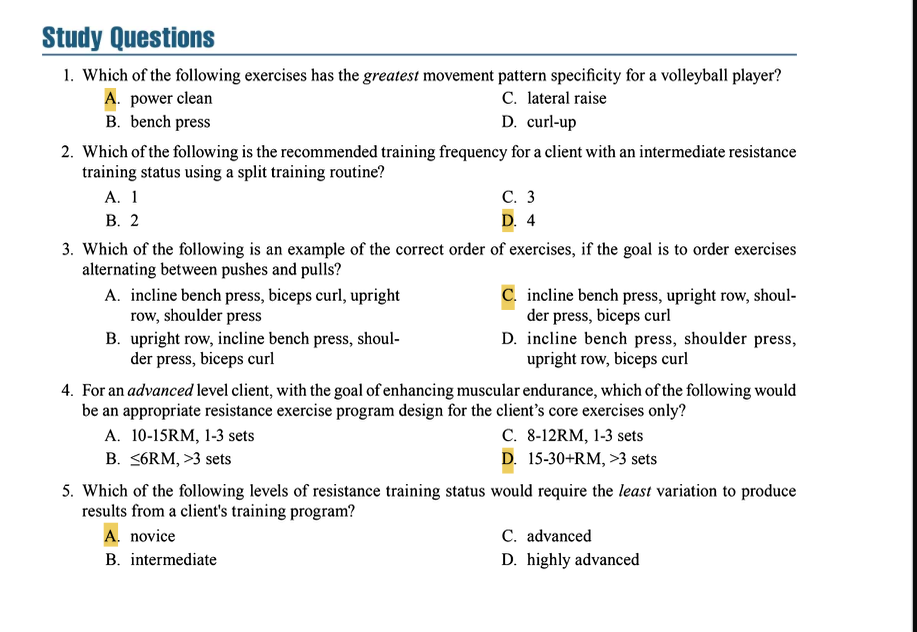 Study Questions
1. Which of the following exercises has the greatest movement pattern specificity for a volleyball player?
A. power clean
B. bench press
C. lateral raise
D. curl-up
2. Which of the following is the recommended training frequency for a client with an intermediate resistance
training status using a split training routine?
A. 1
B. 2
C. 3
D. 4
3. Which of the following is an example of the correct order of exercises, if the goal is to order exercises
alternating between pushes and pulls?
A. incline bench press, biceps curl, upright
row, shoulder press
B. upright row, incline bench press, shoul-
der press, biceps curl
C. incline bench press, upright row, shoul-
der press, biceps curl
D. incline bench press, shoulder press,
upright row, biceps curl
4. For an advanced level client, with the goal of enhancing muscular endurance, which of the following would
be an appropriate resistance exercise program design for the client’s core exercises only?
A. 10-15RM, 1-3 sets
B. ≤6RM, >3 sets
C. 8-12RM, 1-3 sets
D. 15-30+RM, >3 sets
5. Which of the following levels of resistance training status would require the least variation to produce
results from a client's training program?
A. novice
B. intermediate
C. advanced
D. highly advanced